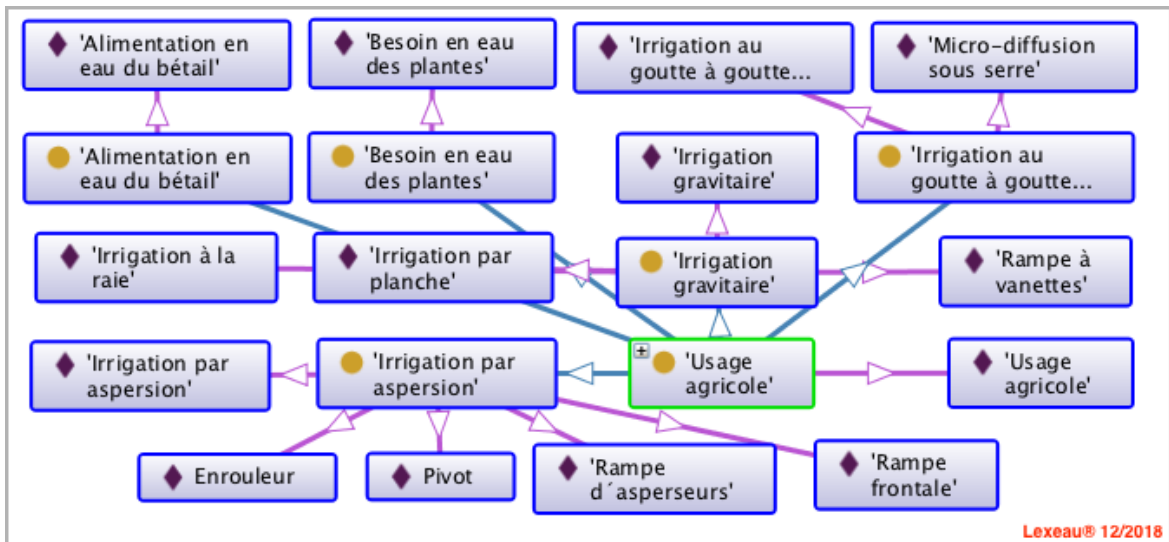 'Alimentation en
eau du bétail'
'Besoin en eau
des plantes'
'Irrigation au
goutte à goutte...
'Micro-diffusion
sous serre'
'Alimentation en
eau du bétail'
'Besoin en eau
des plantes'
'Irrigation
gravitaire'
'Irrigation au
goutte à goutte...
'Irrigation à la
raie'
'Irrigation par
planche'
'Irrigation
gravitaire'
'Rampe à
vanettes'
'Irrigation par
aspersion'
'Irrigation par
aspersion'
'Usage
agricole'
'Usage
agricole'
Enrouleur
Pivot
'Rampe
d´asperseurs'
'Rampe
frontale'
Lexeau® 12/2018